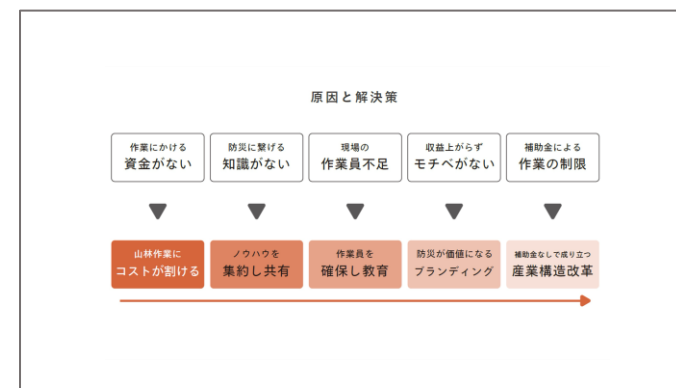 原因と解決策
作業にかける
資金がない
防災に繋げる
知識がない
現場の
作業員不足
収益上がらず
モチベがない
補助金による
作業の制限
山林作業に
コストが割ける
ノウハウを
集約し共有
作業員を
確保し教育
防災が価値になる
ブランディング
補助金なしで成り立つ
産業構造改革